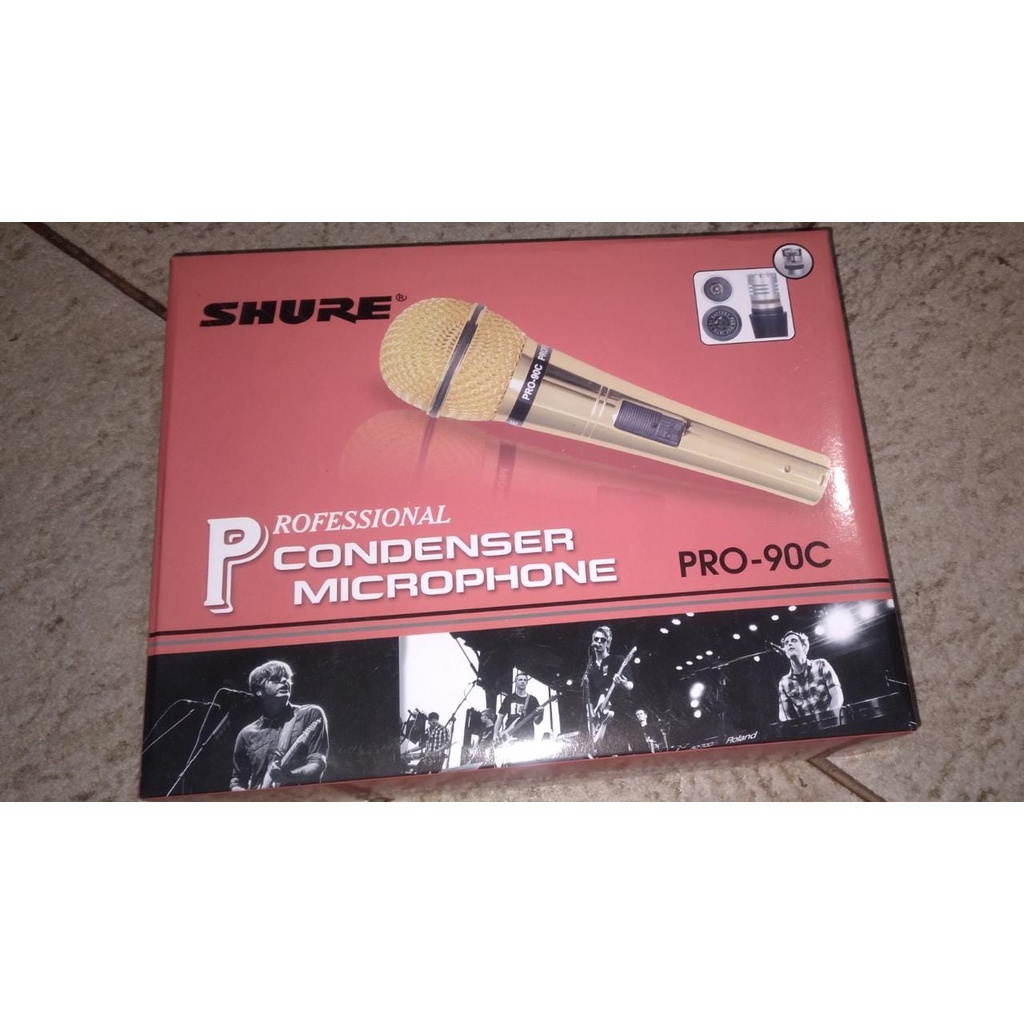 SHURE®
PRO-90C
PROFESSIONAL
CONDENSER
MICROPHONE
PRO-90C
Roland